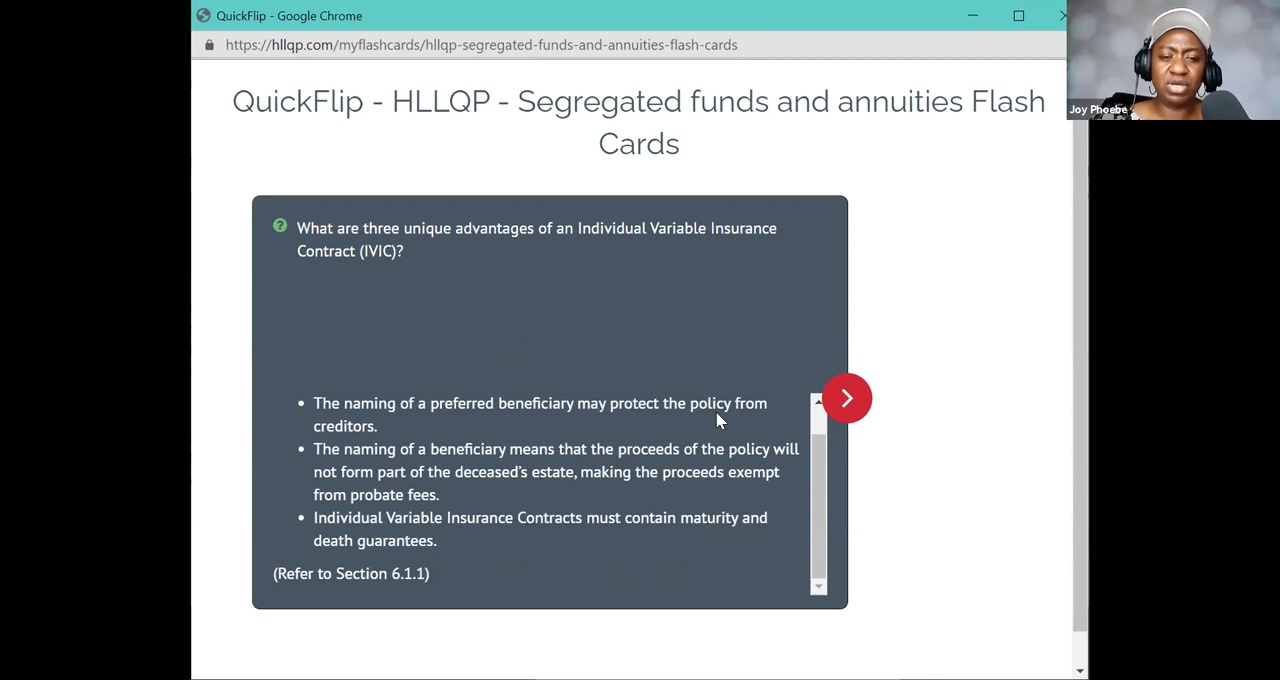 QuickFlip - Google Chrome
https://hllqp.com/myflashcards/hllqp-segregated-funds-and-annuities-flash-cards
Joy Phoebe
QuickFlip - HLLQP - Segregated funds and annuities Flash
Cards
? What are three unique advantages of an Individual Variable Insurance
Contract (IVIC)?
• The naming of a preferred beneficiary may protect the policy from
creditors.
• The naming of a beneficiary means that the proceeds of the policy will
not form part of the deceased's estate, making the proceeds exempt
from probate fees.
• Individual Variable Insurance Contracts must contain maturity and
death guarantees.
(Refer to Section 6.1.1)